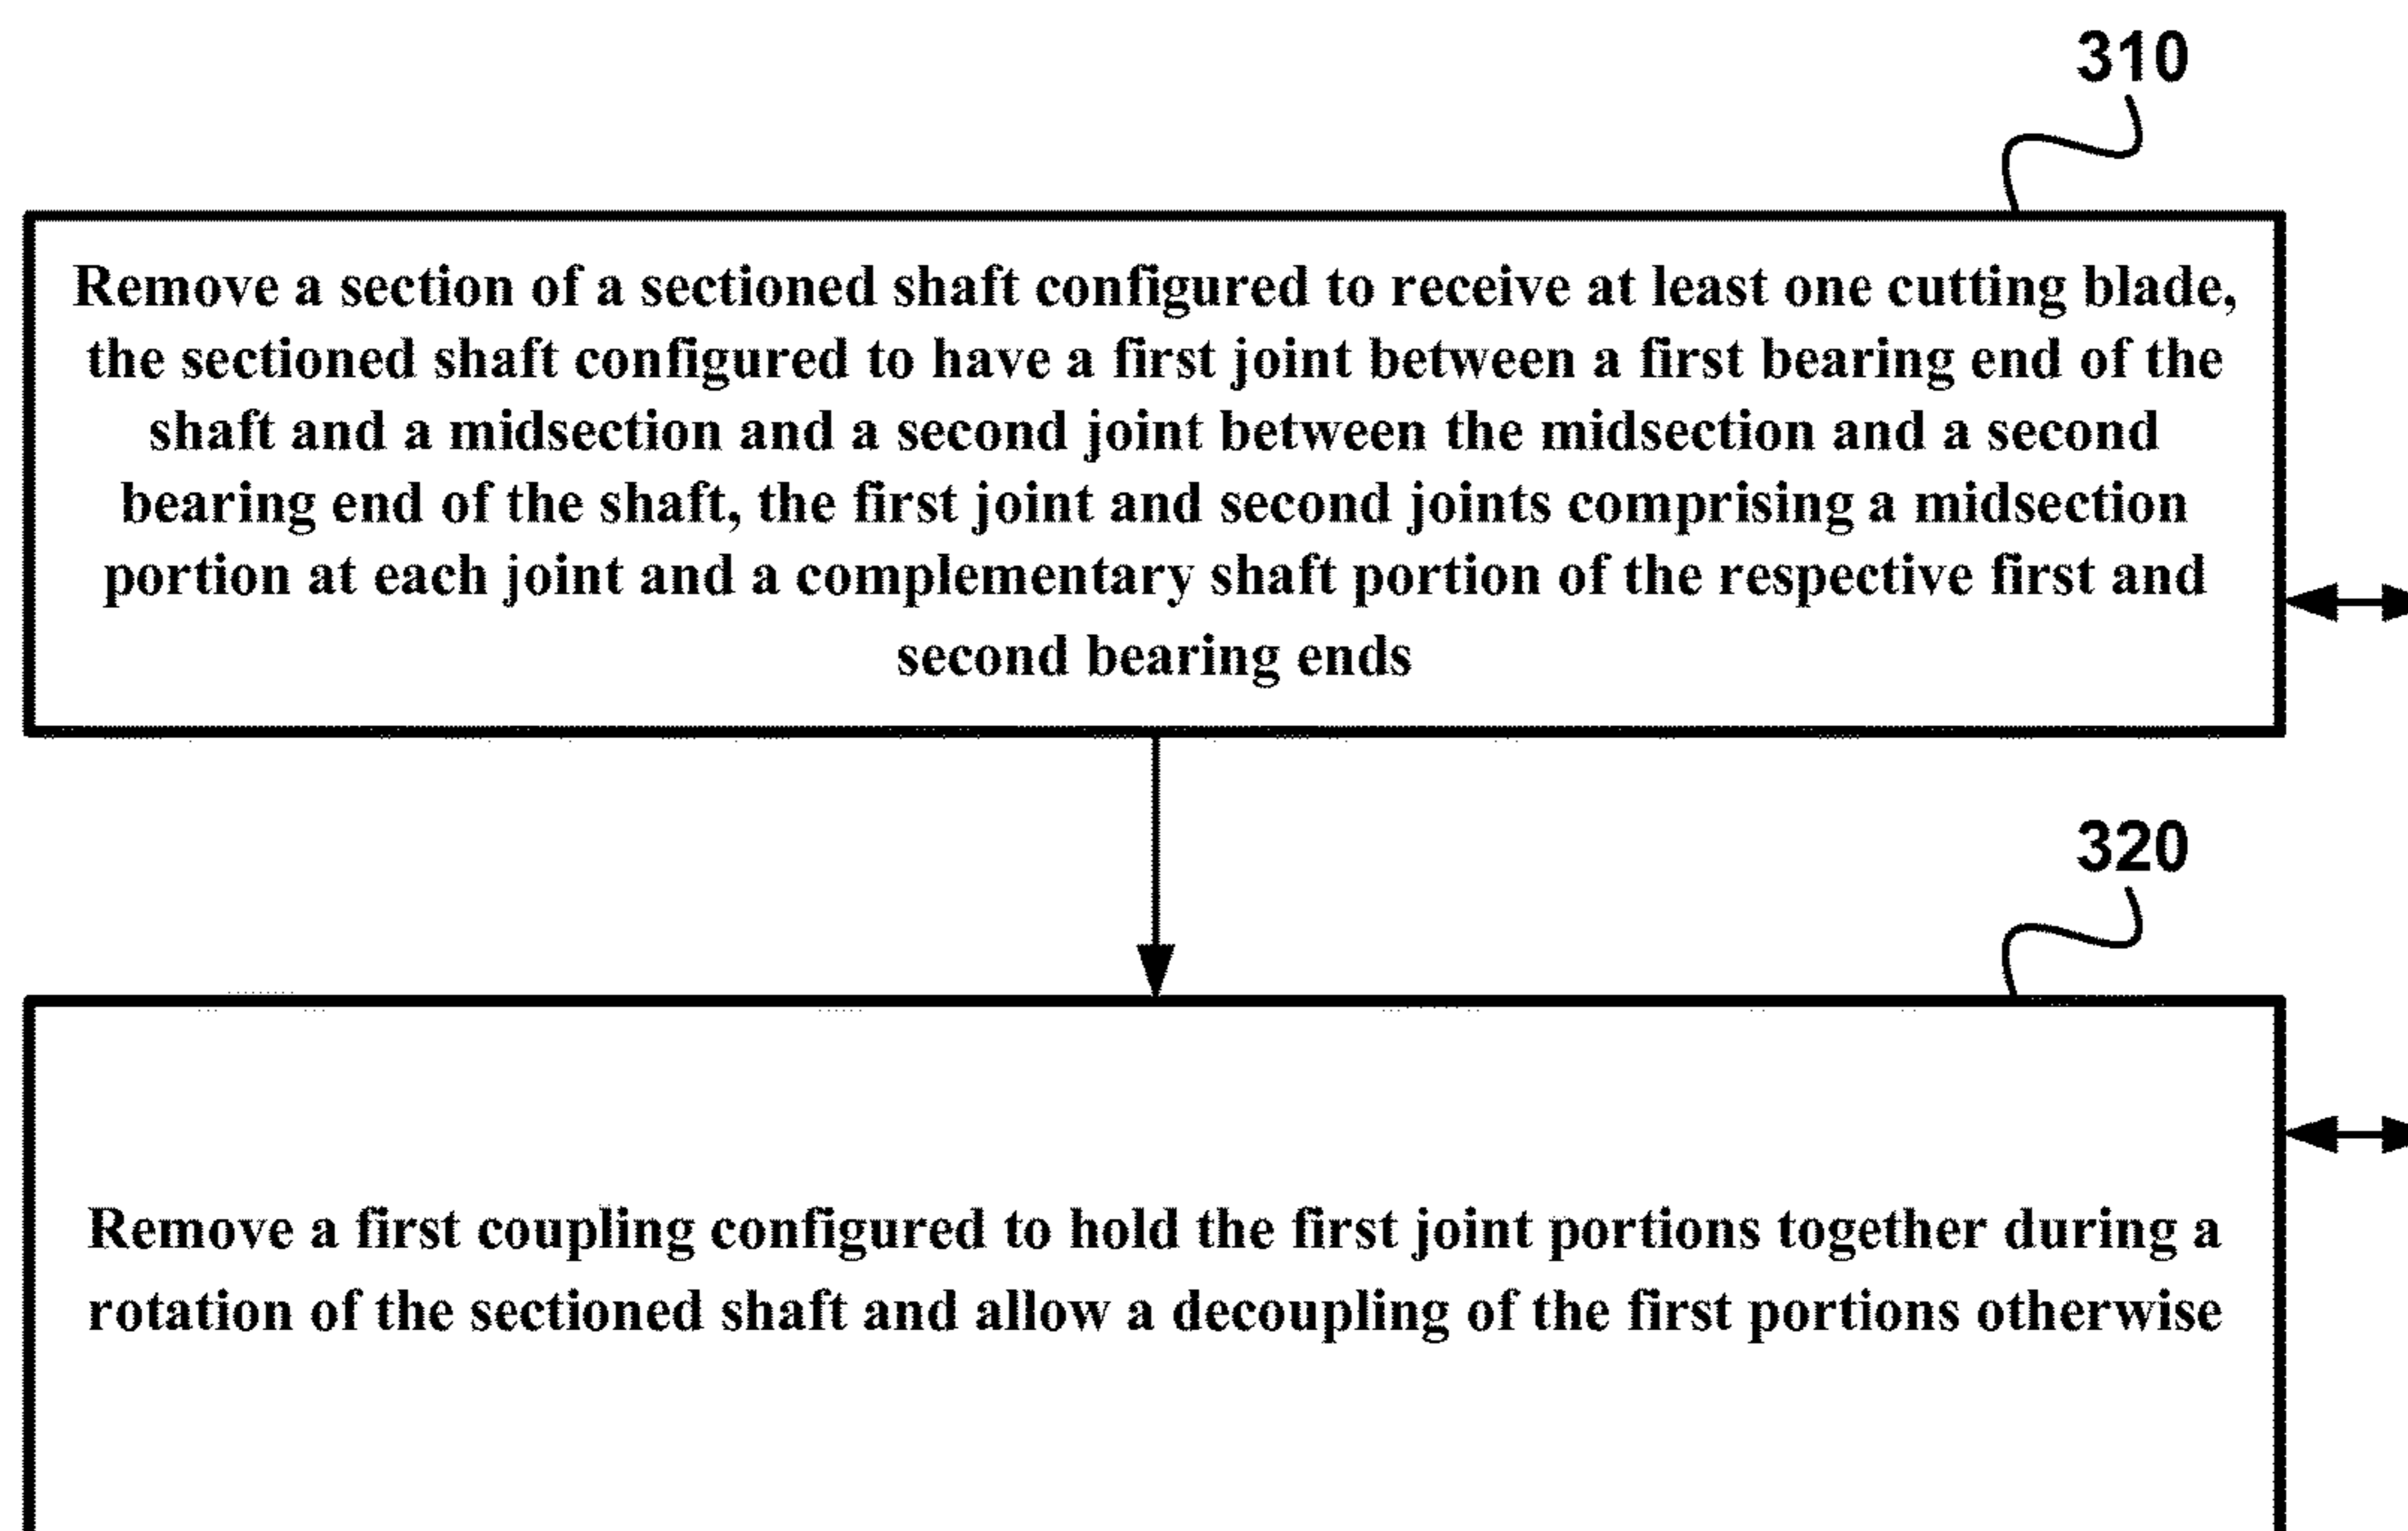 310
Remove a section of a sectioned shaft configured to receive at least one cutting blade,
the sectioned shaft configured to have a first joint between a first bearing end of the
shaft and a midsection and a second joint between the midsection and a second
bearing end of the shaft, the first joint and second joints comprising a midsection
portion at each joint and a complementary shaft portion of the respective first and
second bearing ends
320
Remove a first coupling configured to hold the first joint portions together during a
rotation of the sectioned shaft and allow a decoupling of the first portions otherwise